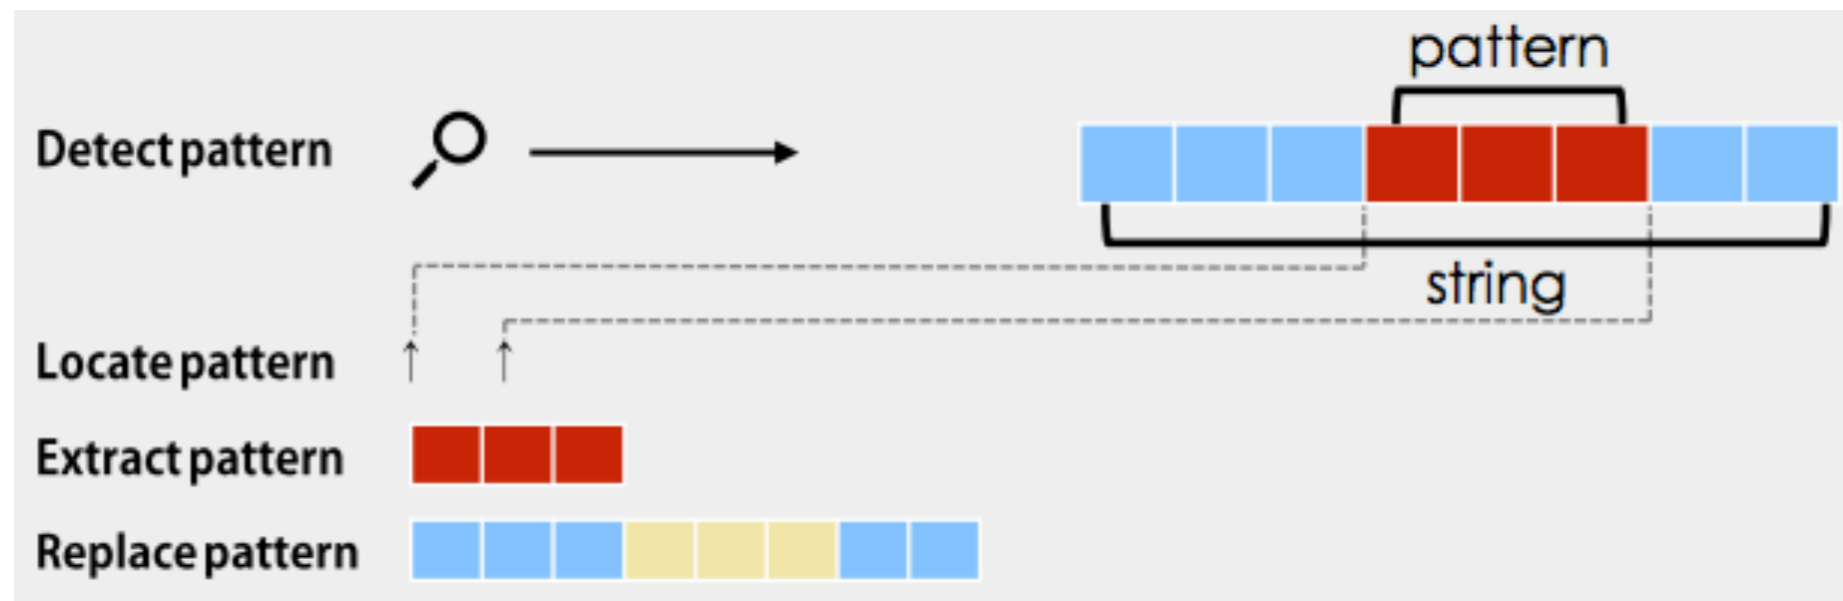 pattern
Detect pattern
string
Locate pattern
Extract pattern
Replace pattern